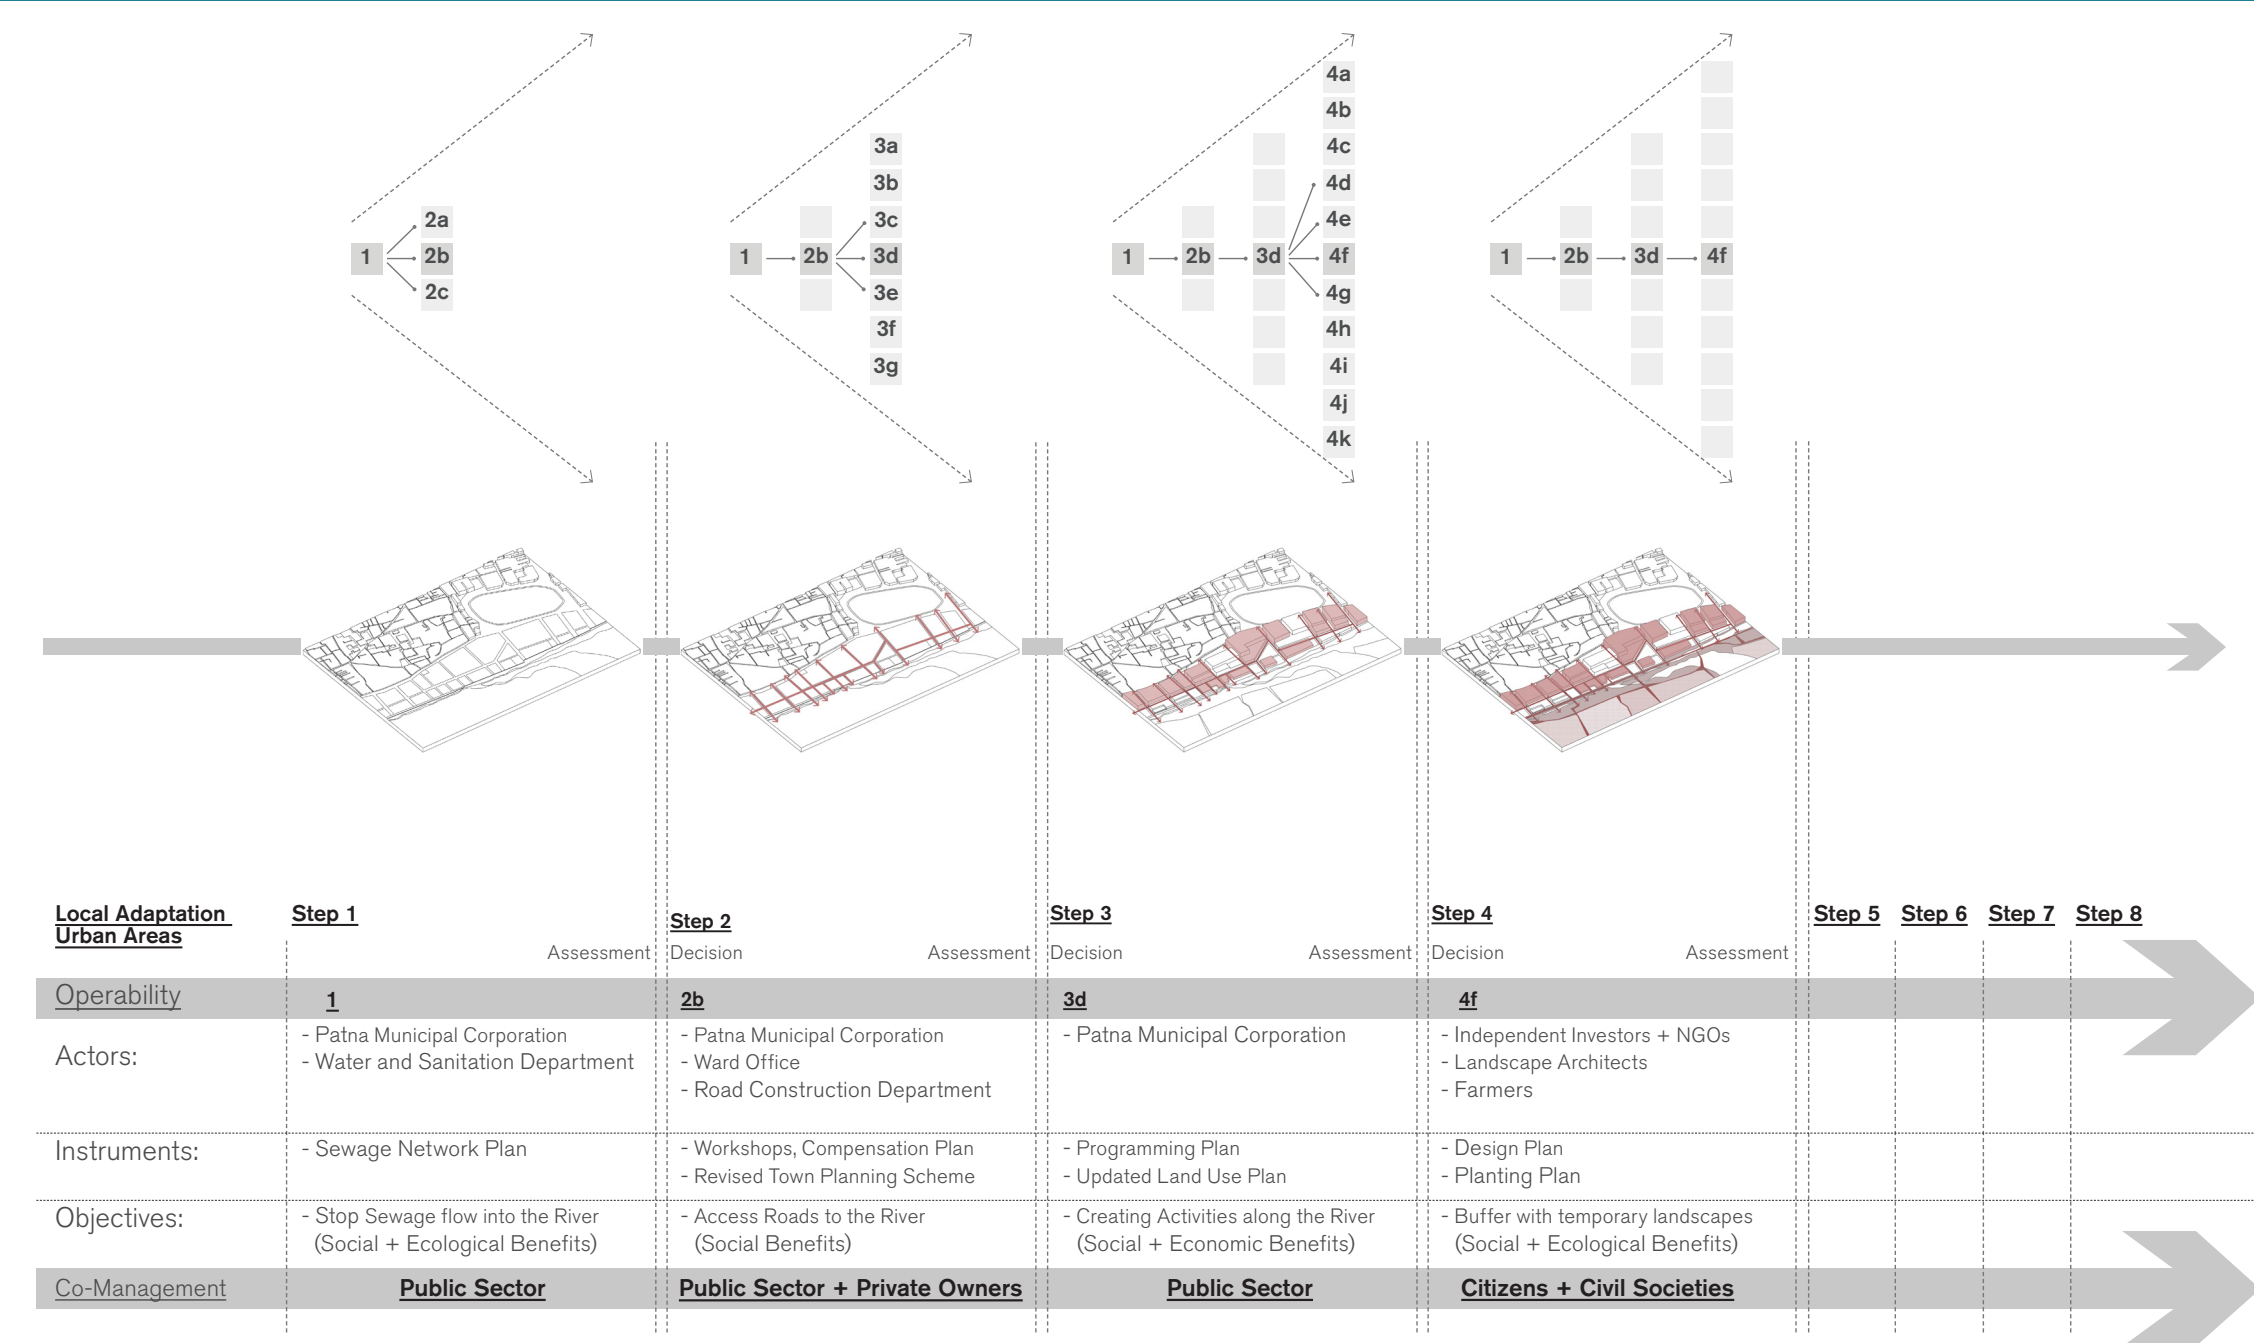 2a
1
2b
2c
3a
3b
3c
1
2b
3d
3e
3f
3g
4a
4b
4c
4d
4e
1
2b
3d
4f
4g
4h
4i
4j
4k
1
2b
3d
4f
Local Adaptation
Urban Areas
Step 1
Assessment
Step 2
Decision
Assessment
Step 3
Decision
Assessment
Step 4
Decision
Assessment
Step 5
Step 6
Step 7
Step 8
Operability
1
2b
3d
4f
Actors:
- Patna Municipal Corporation
- Water and Sanitation Department
- Patna Municipal Corporation
- Ward Office
- Road Construction Department
- Patna Municipal Corporation
- Independent Investors + NGOs
- Landscape Architects
- Farmers
Instruments:
- Sewage Network Plan
- Workshops, Compensation Plan
- Revised Town Planning Scheme
- Programming Plan
- Updated Land Use Plan
- Design Plan
- Planting Plan
Objectives:
- Stop Sewage flow into the River
(Social + Ecological Benefits)
- Access Roads to the River
(Social Benefits)
- Creating Activities along the River
(Social + Economic Benefits)
- Buffer with temporary landscapes
(Social + Ecological Benefits)
Co-Management
Public Sector
Public Sector + Private Owners
Public Sector
Citizens + Civil Societies